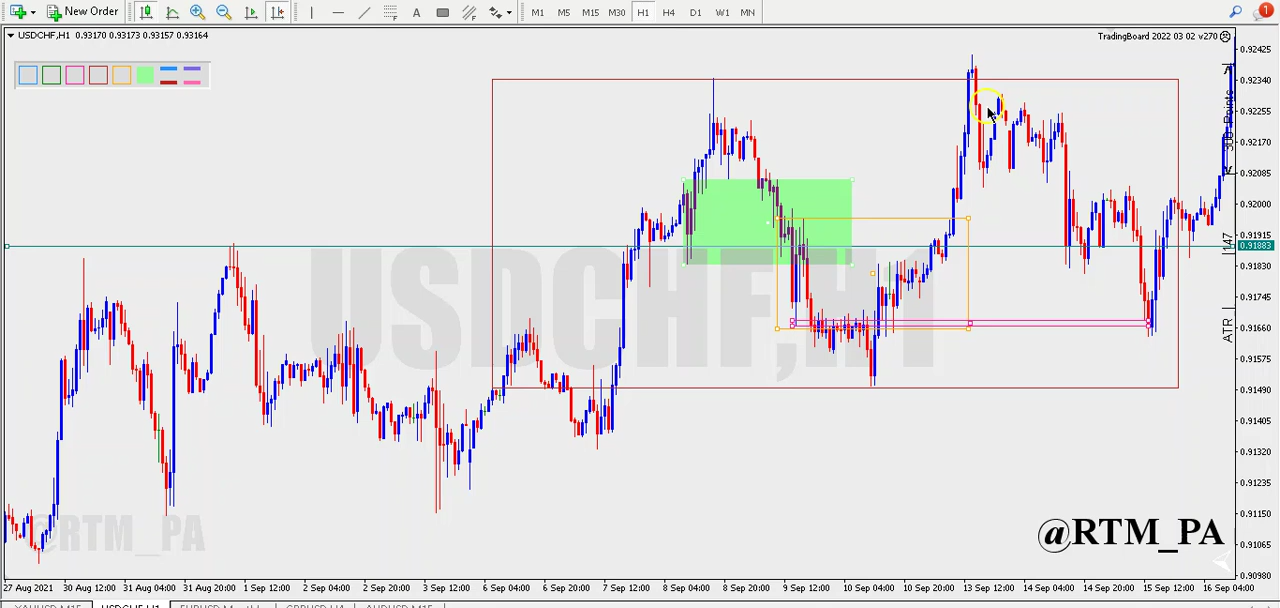 New Order
A
M1 M5 M15 M30 H1 H4 D1 W1 MN
1
USDCHF,H1 0.93170 0.93173 0.93157 0.93164
TradingBoard 2022 03 02 v270
0.92425
0.92340
0.92255
0.92170
0.92085
0.92000
0.91915
0.91883
0.91830
0.91745
0.91660
0.91575
0.91490
0.91405
0.91320
0.91235
0.91150
0.91065
0.90980
Points
147
ATR
USDCHF,H1
@RTM_PA
@RTM_PA
27 Aug 2021 30 Aug 12:00 31 Aug 04:00 31 Aug 20:00 1 Sep 12:00 2 Sep 04:00 2 Sep 20:00 3 Sep 12:00 6 Sep 04:00 6 Sep 20:00 7 Sep 12:00 8 Sep 04:00 8 Sep 20:00 9 Sep 12:00 10 Sep 04:00 10 Sep 20:00 13 Sep 12:00 14 Sep 04:00 14 Sep 20:00 15 Sep 12:00 16 Sep 04:00
USDCHF,H1